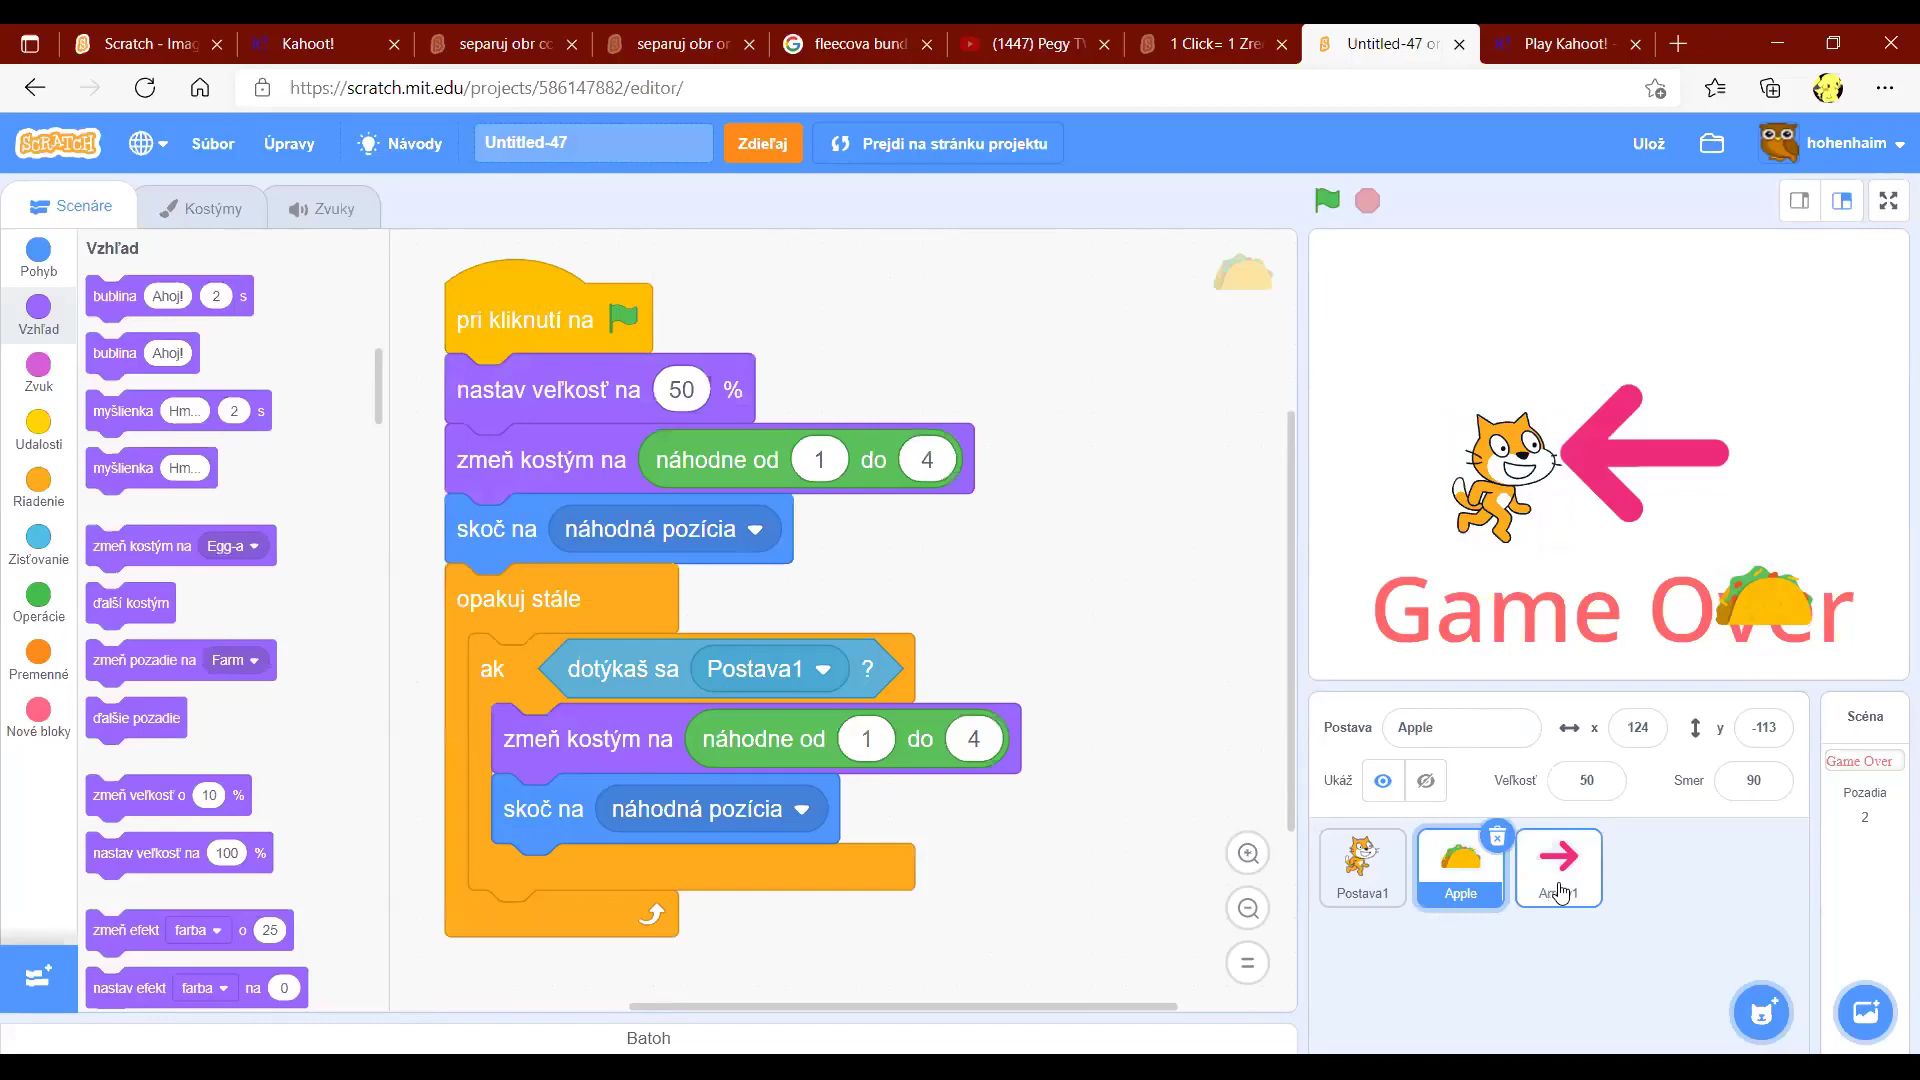 Scratch - Imag
Kahoot!
separuj obr co
separuj obr or
fleecova bund
(1447) Pegy T
1 Click= 1 Zre
Untitled-47 or
Play Kahoot! -
https://scratch.mit.edu/projects/586147882/editor/
SCRATCH
Súbor
Úpravy
Návody
Untitled-47
Zdieľaj
Prejdi na stránku projektu
Ulož
hohenhaim
Scenáre
Kostýmy
Zvuky
Pohyb
Vzhľad
Zvuk
Udalosti
Riadenie
Zisťovanie
Operácie
Premenné
Nové bloky
Vzhľad
bublina Ahoj! 2 s
bublina Ahoj!
myšlienka Hm... 2 s
myšlienka Hm...
zmeň kostým na Egg-a
ďalší kostým
zmeň pozadie na Farm
ďalšie pozadie
zmeň veľkosť o 10 %
nastav veľkosť na 100 %
zmeň efekt farba o 25
nastav efekt farba na 0
pri kliknutí na
nastav veľkosť na 50 %
zmeň kostým na náhodne od 1 do 4
skoč na náhodná pozícia
opakuj stále
ak dotýkaš sa Postava1 ?
zmeň kostým na náhodne od 1 do 4
skoč na náhodná pozícia
Batoh
Game Over
Postava Apple x 124 y -113
Ukáž Veľkosť 50 Smer 90
Postava1
Apple
Scéna
Game Over
Pozadia
2